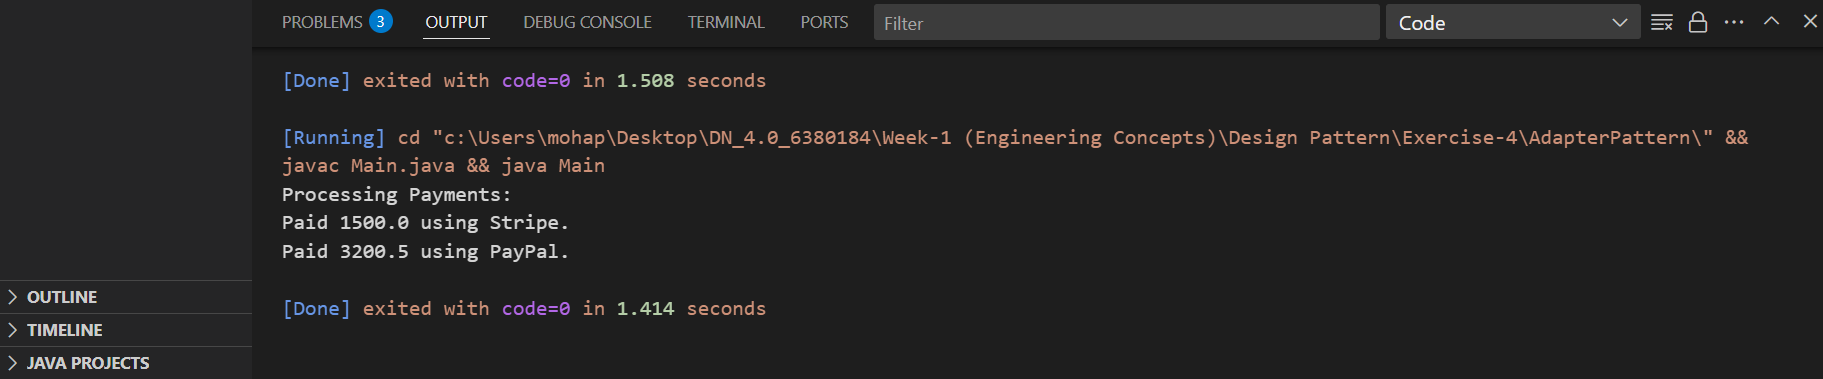 PROBLEMS 3 OUTPUT DEBUG CONSOLE TERMINAL PORTS Filter Code
[Done] exited with code=0 in 1.508 seconds
[Running] cd "c:\Users\mohap\Desktop\DN_4.0_6380184\Week-1 (Engineering Concepts)\Design Pattern\Exercise-4\AdapterPattern\" &&
javac Main.java && java Main
Processing Payments:
Paid 1500.0 using Stripe.
Paid 3200.5 using PayPal.
[Done] exited with code=0 in 1.414 seconds
OUTLINE
TIMELINE
JAVA PROJECTS